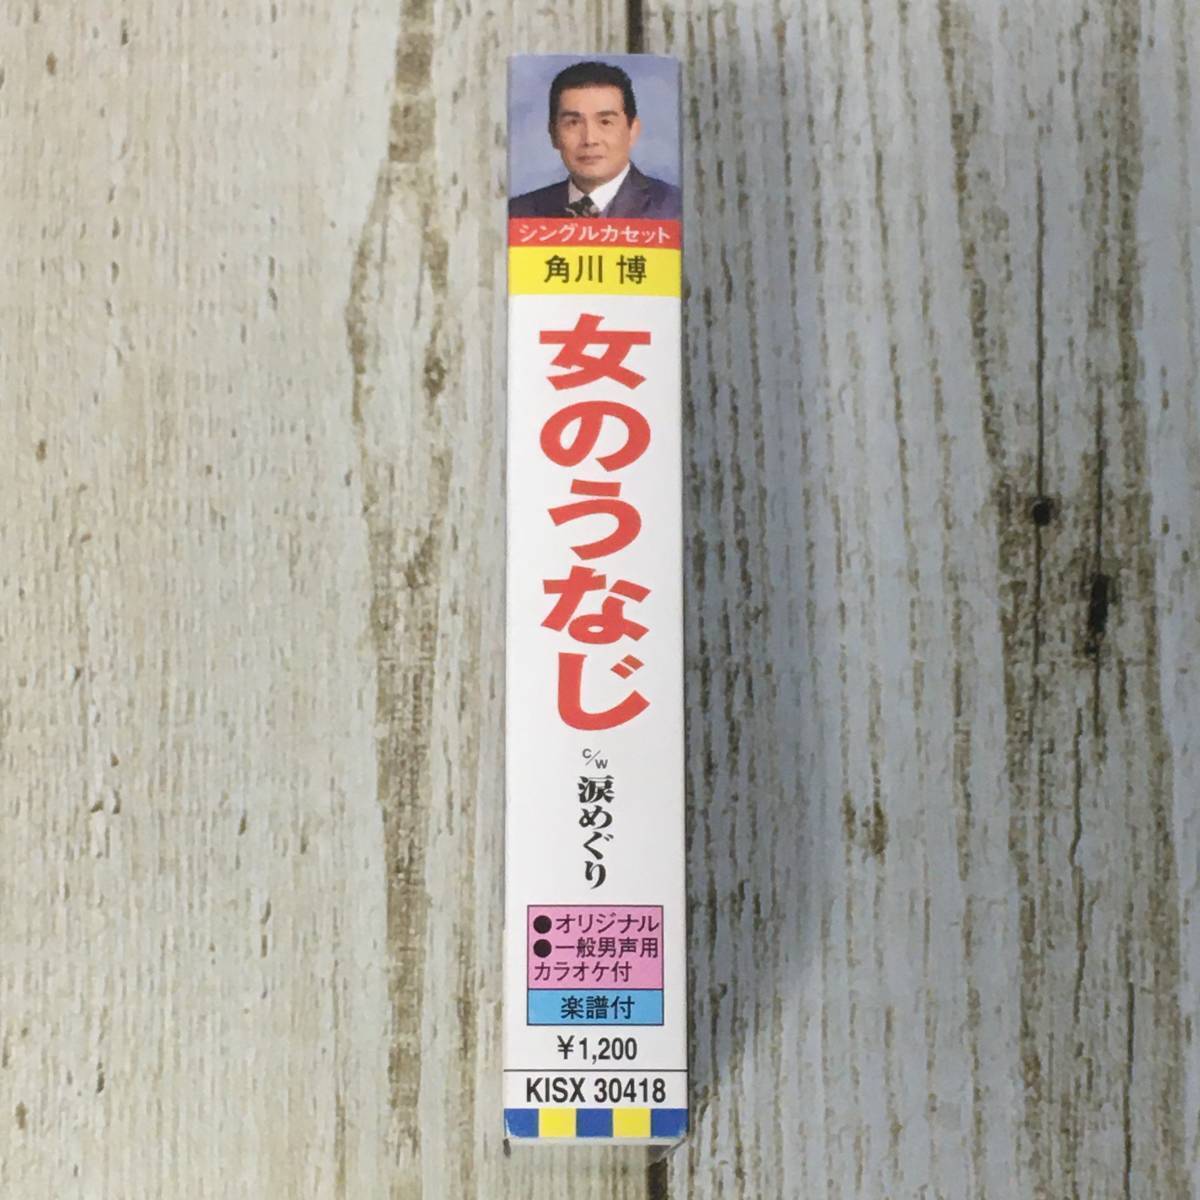 シングルカセット
角川 博
女のうなじ
C/W 涙めぐり
●オリジナル
●一般男声用
カラオケ付
楽譜付
￥1,200
KISX 30418